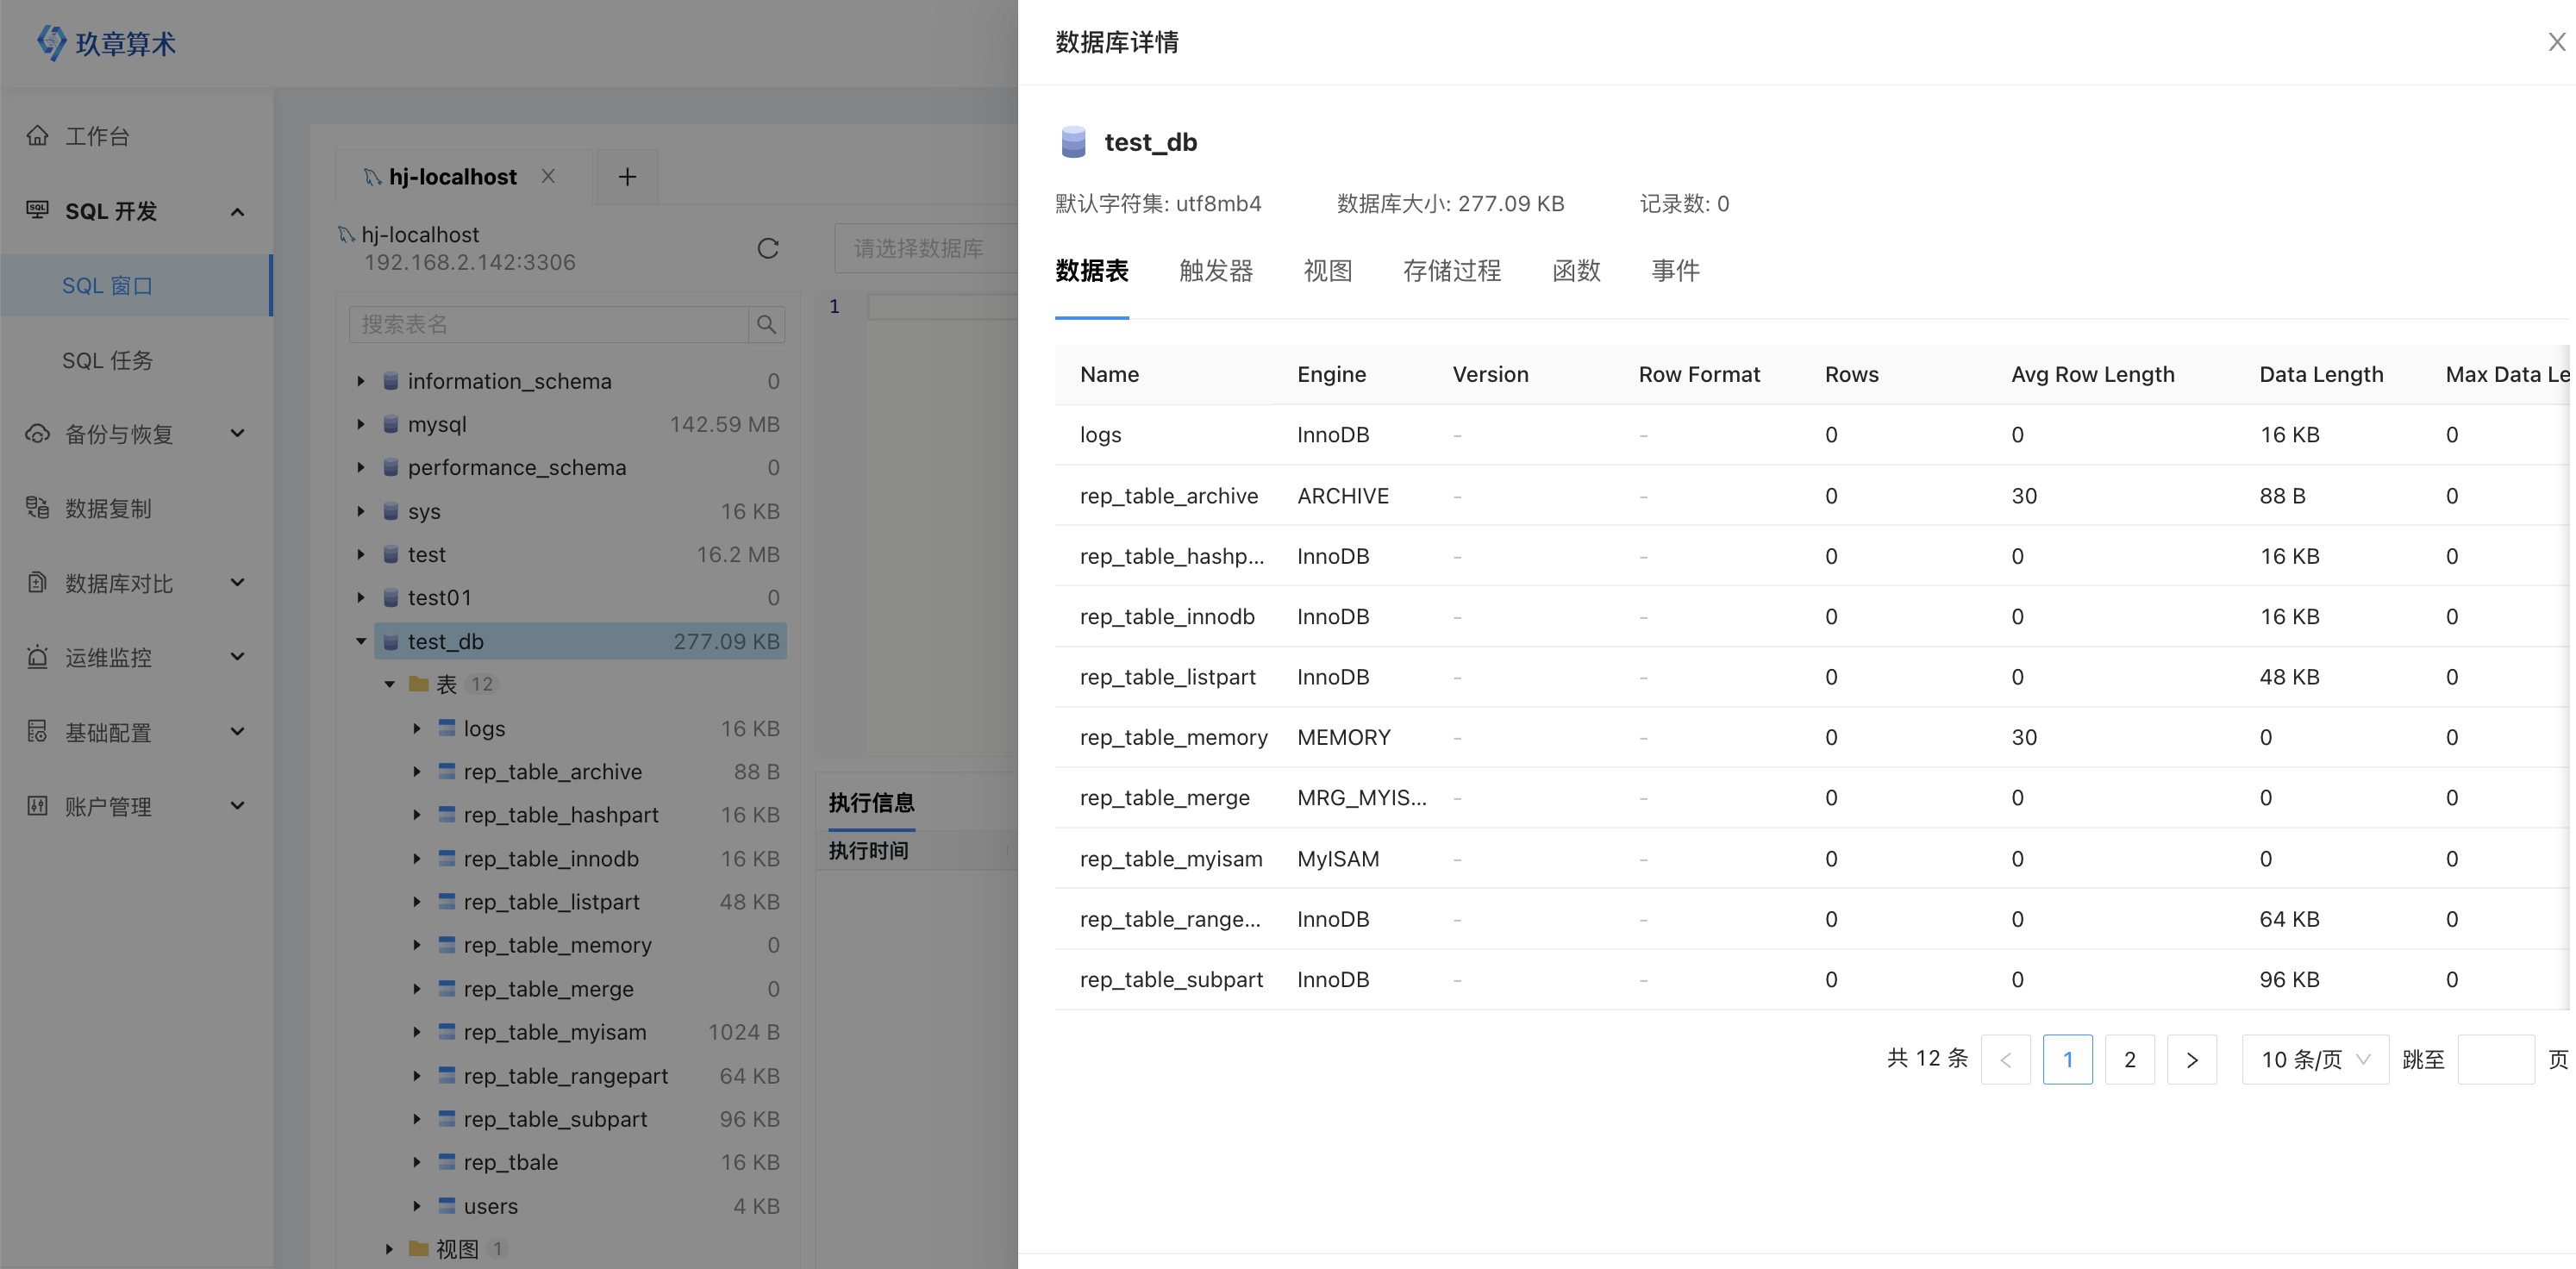 玖章算术
工作台
SQL 开发
SQL 窗口
SQL 任务
备份与恢复
数据复制
数据库对比
运维监控
基础配置
账户管理
hj-localhost
hj-localhost
192.168.2.142:3306
请选择数据库
搜索表名
1
information_schema 0
mysql 142.59 MB
performance_schema 0
sys 16 KB
test 16.2 MB
test01 0
test_db 277.09 KB
表 12
logs 16 KB
rep_table_archive 88 B
rep_table_hashpart 16 KB
rep_table_innodb 16 KB
rep_table_listpart 48 KB
rep_table_memory 0
rep_table_merge 0
rep_table_myisam 1024 B
rep_table_rangepart 64 KB
rep_table_subpart 96 KB
rep_tbale 16 KB
users 4 KB
视图 1
执行信息
执行时间
数据库详情
test_db
默认字符集: utf8mb4 数据库大小: 277.09 KB 记录数: 0
数据表 触发器 视图 存储过程 函数 事件
Name Engine Version Row Format Rows Avg Row Length Data Length Max Data Le
logs InnoDB - - 0 0 16 KB 0
rep_table_archive ARCHIVE - - 0 30 88 B 0
rep_table_hashp... InnoDB - - 0 0 16 KB 0
rep_table_innodb InnoDB - - 0 0 16 KB 0
rep_table_listpart InnoDB - - 0 0 48 KB 0
rep_table_memory MEMORY - - 0 30 0 0
rep_table_merge MRG_MYIS... - - 0 0 0 0
rep_table_myisam MyISAM - - 0 0 0 0
rep_table_range... InnoDB - - 0 0 64 KB 0
rep_table_subpart InnoDB - - 0 0 96 KB 0
共 12 条 < 1 2 > 10 条/页 跳至 页